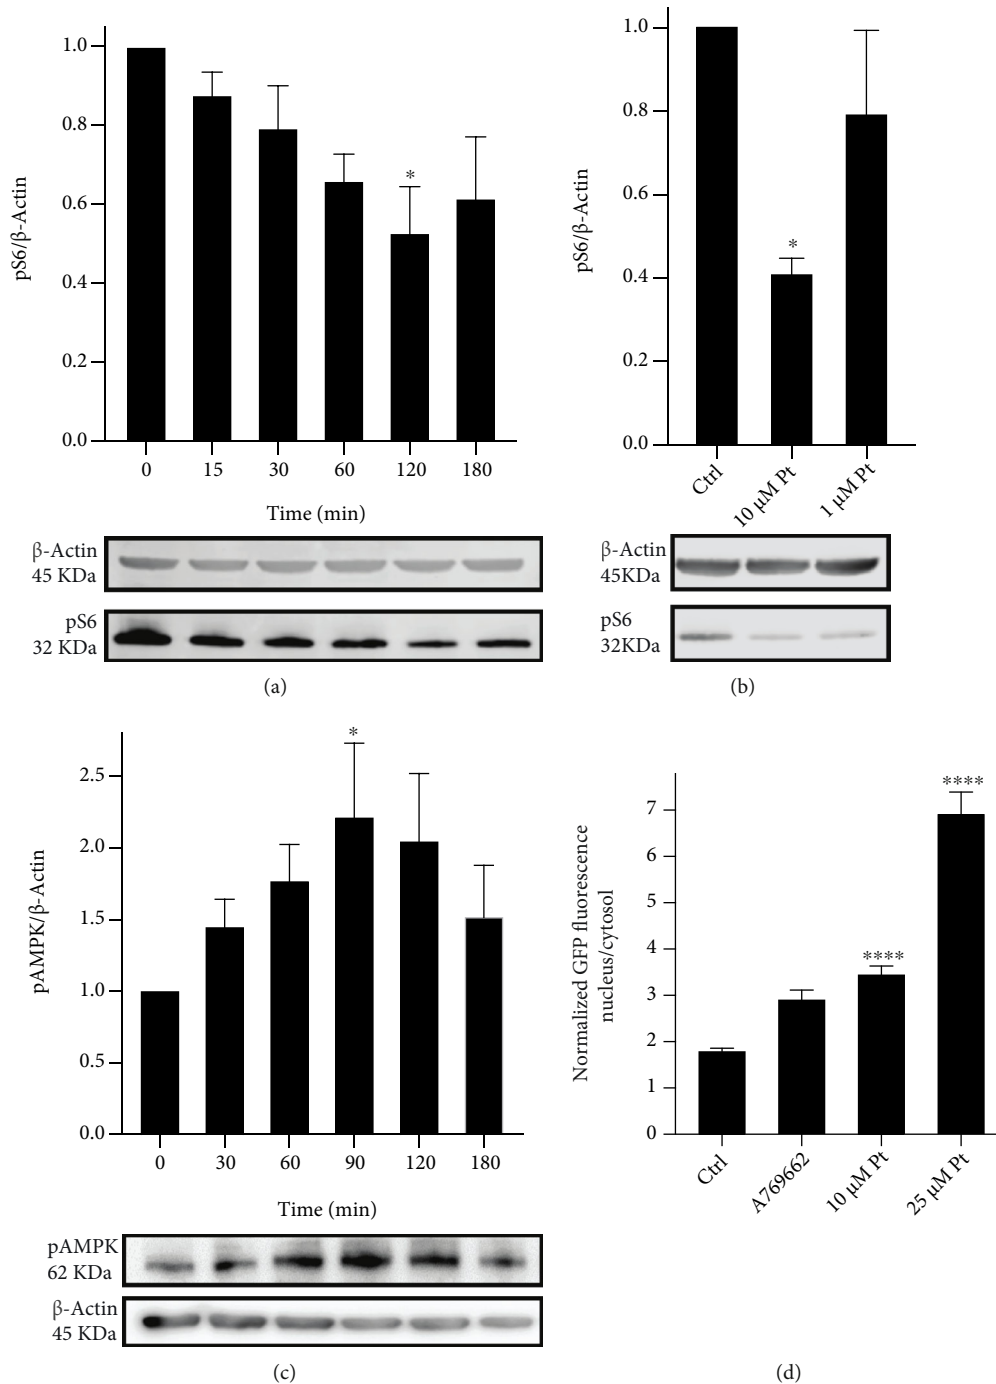 1.0
0.8
0.6
0.4
0.2
0.0
pS6/β-Actin
*
0 15 30 60 120 180
Time (min)
β-Actin
45 KDa
pS6
32 KDa
(a)
1.0
0.8
0.6
0.4
0.2
0.0
pS6/β-Actin
*
Ctrl
10 μM Pt
1 μM Pt
β-Actin
45KDa
pS6
32KDa
(b)
2.5
2.0
1.5
1.0
0.5
0.0
pAMPK/β-Actin
*
0 30 60 90 120 180
Time (min)
pAMPK
62 KDa
β-Actin
45 KDa
(c)
7
6
5
4
3
2
1
0
Normalized GFP fluorescence
nucleus/cytosol
****
****
Ctrl
A769662
10 μM Pt
25 μM Pt
(d)